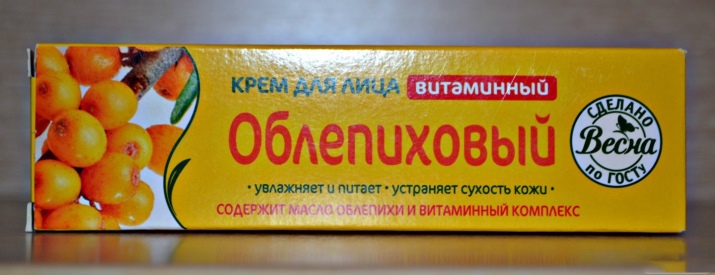 КРЕМ ДЛЯ ЛИЦА витаминный
Облепиховый
• увлажняет и питает • устраняет сухость кожи •
СОДЕРЖИТ МАСЛО ОБЛЕПИХИ И ВИТАМИННЫЙ КОМПЛЕКС
СДЕЛАНО
Весна
ПО ГОСТУ